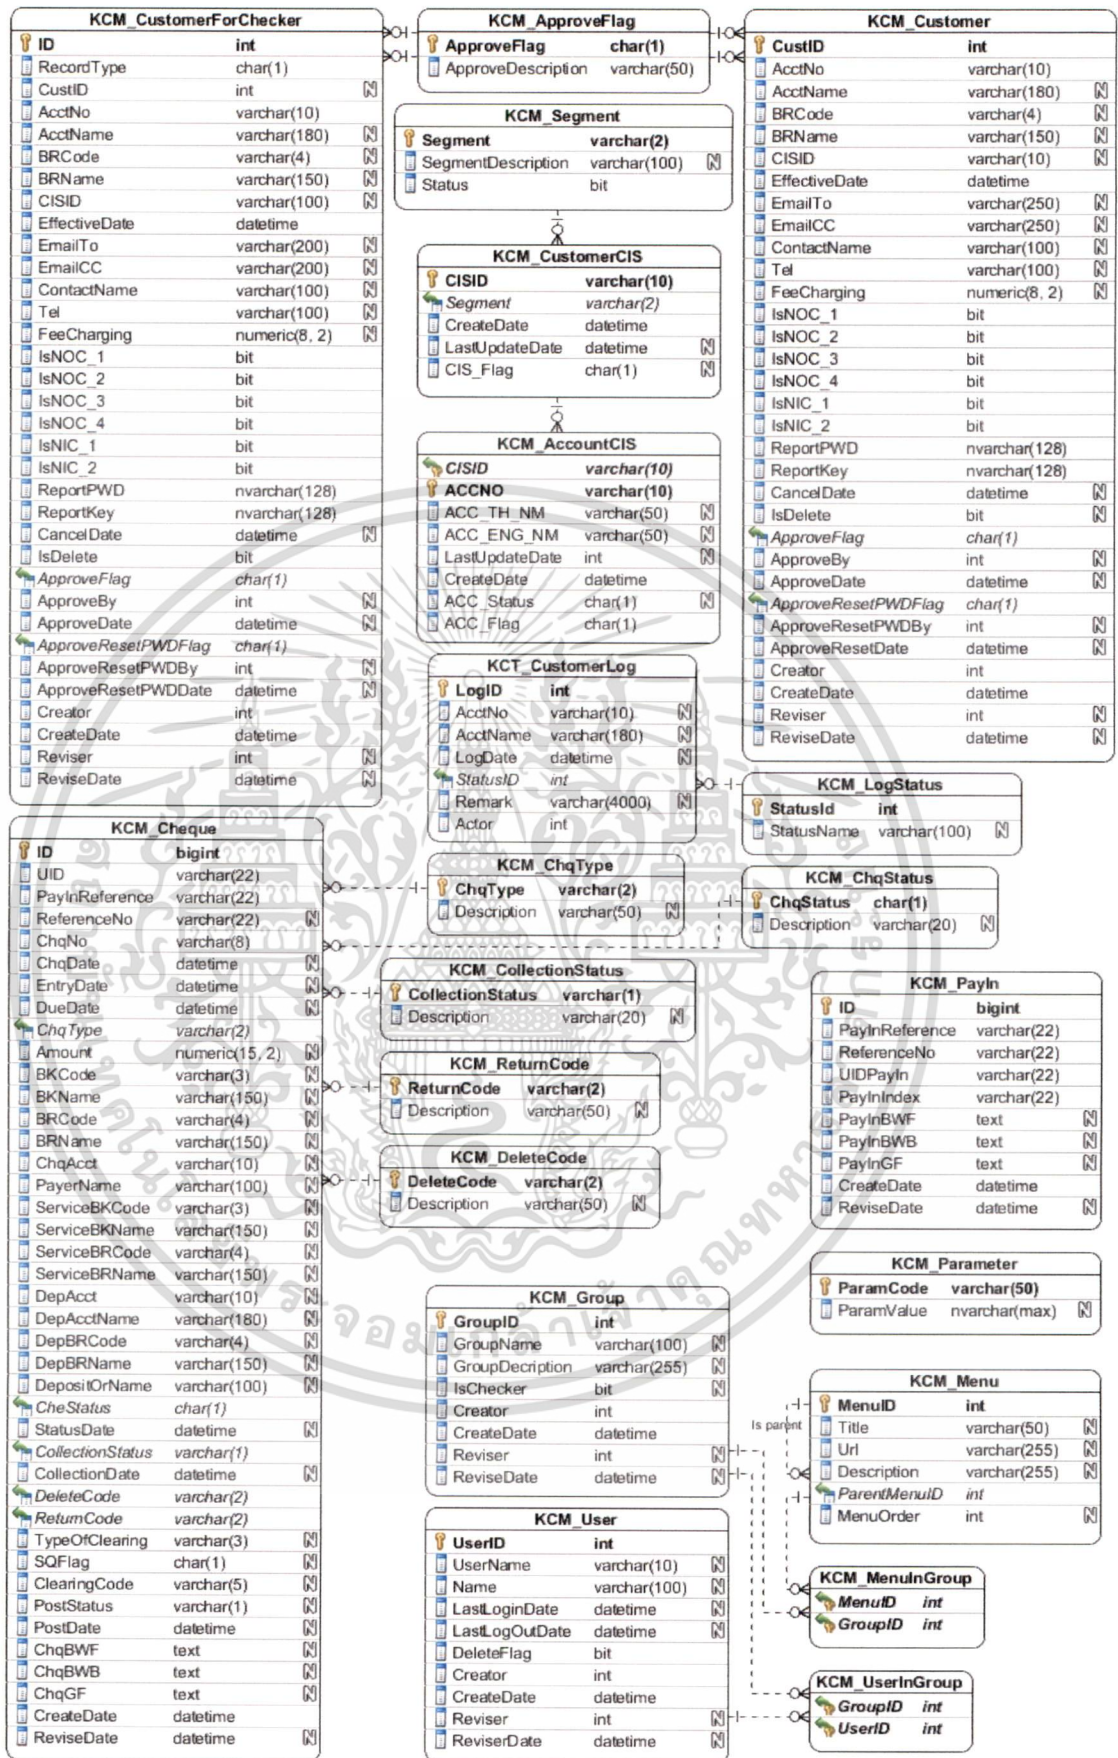 KCM_CustomerForChecker
ID int
RecordType char(1)
CustID int N
AcctNo varchar(10)
AcctName varchar(180) N
BRCode varchar(4) N
BRName varchar(150) N
CISID varchar(100) N
EffectiveDate datetime
EmailTo varchar(200) N
EmailCC varchar(200) N
ContactName varchar(100) N
Tel varchar(100) N
FeeCharging numeric(8, 2) N
IsNOC_1 bit
IsNOC_2 bit
IsNOC_3 bit
IsNOC_4 bit
IsNIC_1 bit
IsNIC_2 bit
ReportPWD nvarchar(128)
ReportKey nvarchar(128)
CancelDate datetime N
IsDelete bit
ApproveFlag char(1)
ApproveBy int N
ApproveDate datetime N
ApproveResetPWDFlag char(1)
ApproveResetPWDBy int N
ApproveResetPWDDate datetime N
Creator int
CreateDate datetime
Reviser int N
ReviseDate datetime N
KCM_ApproveFlag
ApproveFlag char(1)
ApproveDescription varchar(50)
KCM_Segment
Segment varchar(2)
SegmentDescription varchar(100) N
Status bit
KCM_CustomerCIS
CISID varchar(10)
Segment varchar(2)
CreateDate datetime
LastUpdateDate datetime N
CIS_Flag char(1) N
KCM_AccountCIS
CISID varchar(10)
ACCNO varchar(10)
ACC_TH_NM varchar(50) N
ACC_ENG_NM varchar(50) N
LastUpdateDate int N
CreateDate datetime
ACC_Status char(1) N
ACC_Flag char(1)
KCT_CustomerLog
LogID int
AcctNo varchar(10) N
AcctName varchar(180) N
LogDate datetime N
StatusID int
Remark varchar(4000) N
Actor int
KCM_Customer
CustID int
AcctNo varchar(10)
AcctName varchar(180) N
BRCode varchar(4) N
BRName varchar(150) N
CISID varchar(10) N
EffectiveDate datetime
EmailTo varchar(250) N
EmailCC varchar(250) N
ContactName varchar(100) N
Tel varchar(100) N
FeeCharging numeric(8, 2) N
IsNOC_1 bit
IsNOC_2 bit
IsNOC_3 bit
IsNOC_4 bit
IsNIC_1 bit
IsNIC_2 bit
ReportPWD nvarchar(128)
ReportKey nvarchar(128)
CancelDate datetime N
IsDelete bit N
ApproveFlag char(1)
ApproveBy int N
ApproveDate datetime N
ApproveResetPWDFlag char(1)
ApproveResetPWDBy int N
ApproveResetDate datetime N
Creator int
CreateDate datetime
Reviser int N
ReviseDate datetime N
KCM_LogStatus
StatusId int
StatusName varchar(100) N
KCM_Cheque
ID bigint
UID varchar(22)
PayInReference varchar(22)
ReferenceNo varchar(22) N
ChqNo varchar(8)
ChqDate datetime N
EntryDate datetime N
DueDate datetime N
ChqType varchar(2)
Amount numeric(15, 2) N
BKCode varchar(3) N
BKName varchar(150) N
BRCode varchar(4) N
BRName varchar(150) N
ChqAcct varchar(10) N
PayerName varchar(100) N
ServiceBKCode varchar(3) N
ServiceBKName varchar(150) N
ServiceBRCode varchar(4) N
ServiceBRName varchar(150) N
DepAcct varchar(10) N
DepAcctName varchar(180) N
DepBRCode varchar(4) N
DepBRName varchar(150) N
DepositOrName varchar(100) N
CheStatus char(1)
StatusDate datetime N
CollectionStatus varchar(1)
CollectionDate datetime N
DeleteCode varchar(2)
ReturnCode varchar(2)
TypeOfClearing varchar(3) N
SQFlag char(1) N
ClearingCode varchar(5) N
PostStatus varchar(1) N
PostDate datetime N
ChqBWF text N
ChqBWB text N
ChqGF text N
CreateDate datetime
ReviseDate datetime N
KCM_ChqType
ChqType varchar(2)
Description varchar(50) N
KCM_ChqStatus
ChqStatus char(1)
Description varchar(20) N
KCM_CollectionStatus
CollectionStatus varchar(1)
Description varchar(20) N
KCM_ReturnCode
ReturnCode varchar(2)
Description varchar(50) N
KCM_DeleteCode
DeleteCode varchar(2)
Description varchar(50) N
KCM_PayIn
ID bigint
PayInReference varchar(22)
ReferenceNo varchar(22)
UIDPayIn varchar(22)
PayInIndex varchar(22)
PayInBWF text N
PayInBWB text N
PayInGF text N
CreateDate datetime
ReviseDate datetime N
KCM_Parameter
ParamCode varchar(50)
ParamValue nvarchar(max) N
KCM_Group
GroupID int
GroupName varchar(100) N
GroupDecription varchar(255) N
IsChecker bit N
Creator int
CreateDate datetime
Reviser int N
ReviseDate datetime N
KCM_User
UserID int
UserName varchar(10) N
Name varchar(100) N
LastLoginDate datetime N
LastLogOutDate datetime N
DeleteFlag bit
Creator int
CreateDate datetime
Reviser int N
ReviserDate datetime N
Is parent
KCM_Menu
MenuID int
Title varchar(50) N
Url varchar(255) N
Description varchar(255) N
ParentMenuID int
MenuOrder int N
KCM_MenuInGroup
MenuID int
GroupID int
KCM_UserInGroup
GroupID int
UserID int